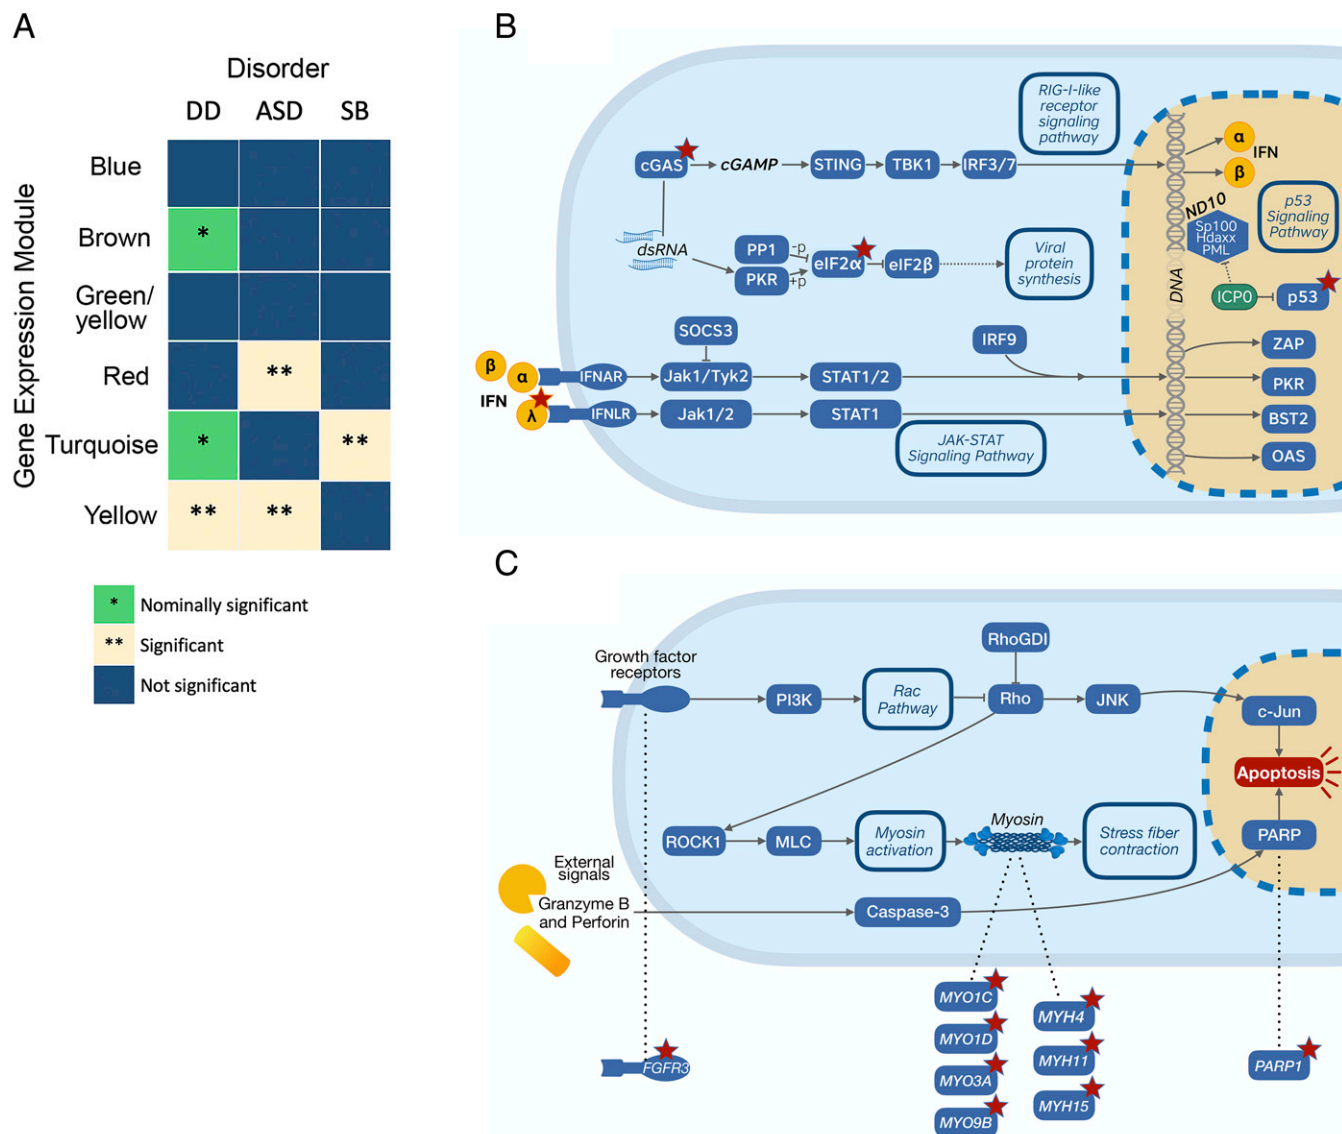 A
Disorder
DD ASD SB
Gene Expression Module
Blue
Brown
*
Green/
yellow
Red
**
Turquoise
* **
Yellow
** **
* Nominally significant
** Significant
Not significant
B
RIG-I-like
receptor
signaling
pathway
cGAS
cGAMP
STING
TBK1
IRF3/7
α
IFN
β
ND10
Sp100
Hdaxx
PML
p53
Signaling
Pathway
dsRNA
PP1
-p
PKR
+p
eIF2α
eIF2β
Viral
protein
synthesis
DNA
ICP0
p53
SOCS3
IRF9
ZAP
β
α
IFN
λ
IFNAR
Jak1/Tyk2
STAT1/2
PKR
IFNLR
Jak1/2
STAT1
BST2
JAK-STAT
Signaling Pathway
OAS
C
Growth factor
receptors
PI3K
Rac
Pathway
RhoGDI
Rho
JNK
c-Jun
Apoptosis
ROCK1
MLC
Myosin
activation
Myosin
Stress fiber
contraction
PARP
External
signals
Granzyme B
and Perforin
Caspase-3
FGFR3
MYO1C
MYO1D
MYO3A
MYO9B
MYH4
MYH11
MYH15
PARP1